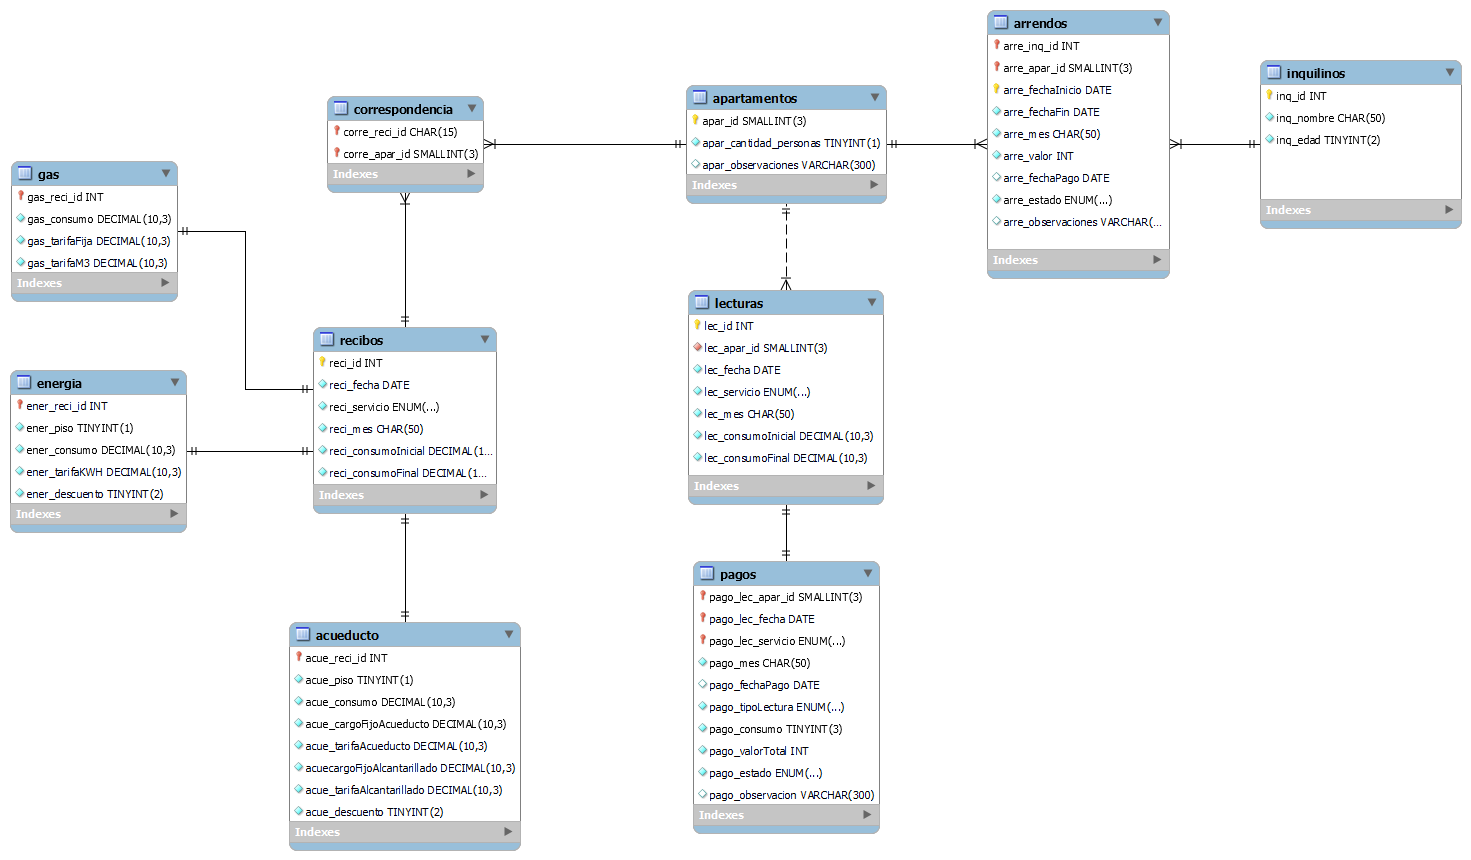 gas
gas_reci_id INT
gas_consumo DECIMAL(10,3)
gas_tarifaFija DECIMAL(10,3)
gas_tarifaM3 DECIMAL(10,3)
Indexes
energia
ener_reci_id INT
ener_piso TINYINT(1)
ener_consumo DECIMAL(10,3)
ener_tarifaKWH DECIMAL(10,3)
ener_descuento TINYINT(2)
Indexes
correspondencia
corre_reci_id CHAR(15)
corre_apar_id SMALLINT(3)
Indexes
recibos
reci_id INT
reci_fecha DATE
reci_servicio ENUM(...)
reci_mes CHAR(50)
reci_consumoInicial DECIMAL(1...
reci_consumoFinal DECIMAL(1...
Indexes
acueducto
acue_reci_id INT
acue_piso TINYINT(1)
acue_consumo DECIMAL(10,3)
acue_cargoFijoAcueducto DECIMAL(10,3)
acue_tarifaAcueducto DECIMAL(10,3)
acuecargoFijoAlcantarillado DECIMAL(10,3)
acue_tarifaAlcantarillado DECIMAL(10,3)
acue_descuento TINYINT(2)
Indexes
apartamentos
apar_id SMALLINT(3)
apar_cantidad_personas TINYINT(1)
apar_observaciones VARCHAR(300)
Indexes
lecturas
lec_id INT
lec_apar_id SMALLINT(3)
lec_fecha DATE
lec_servicio ENUM(...)
lec_mes CHAR(50)
lec_consumoInicial DECIMAL(10,3)
lec_consumoFinal DECIMAL(10,3)
Indexes
pagos
pago_lec_apar_id SMALLINT(3)
pago_lec_fecha DATE
pago_lec_servicio ENUM(...)
pago_mes CHAR(50)
pago_fechaPago DATE
pago_tipoLectura ENUM(...)
pago_consumo TINYINT(3)
pago_valorTotal INT
pago_estado ENUM(...)
pago_observacion VARCHAR(300)
Indexes
arrendos
arre_inq_id INT
arre_apar_id SMALLINT(3)
arre_fechaInicio DATE
arre_fechaFin DATE
arre_mes CHAR(50)
arre_valor INT
arre_fechaPago DATE
arre_estado ENUM(...)
arre_observaciones VARCHAR(...
Indexes
inquilinos
inq_id INT
inq_nombre CHAR(50)
inq_edad TINYINT(2)
Indexes